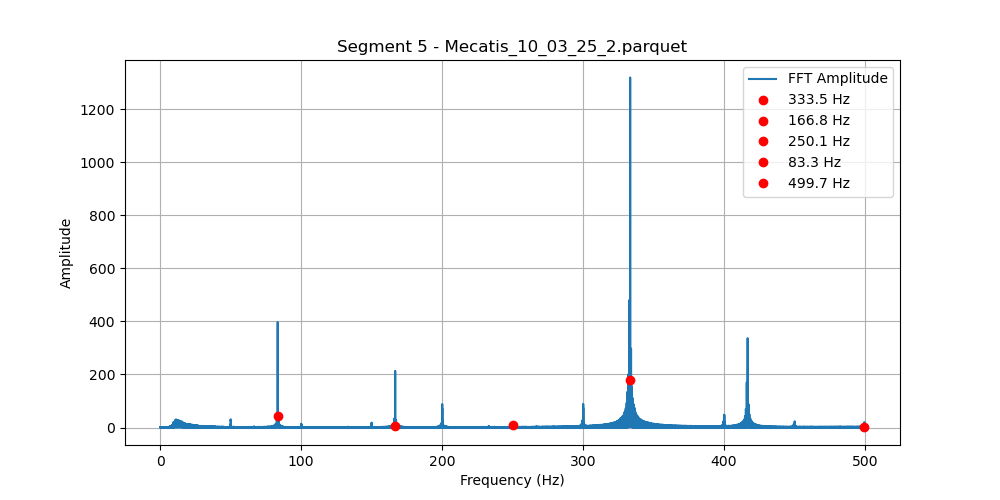 Segment 5 - Mecatis_10_03_25_2.parquet
FFT Amplitude
333.5 Hz
166.8 Hz
250.1 Hz
83.3 Hz
499.7 Hz
Amplitude
1200
1000
800
600
400
200
0
0 100 200 300 400 500
Frequency (Hz)